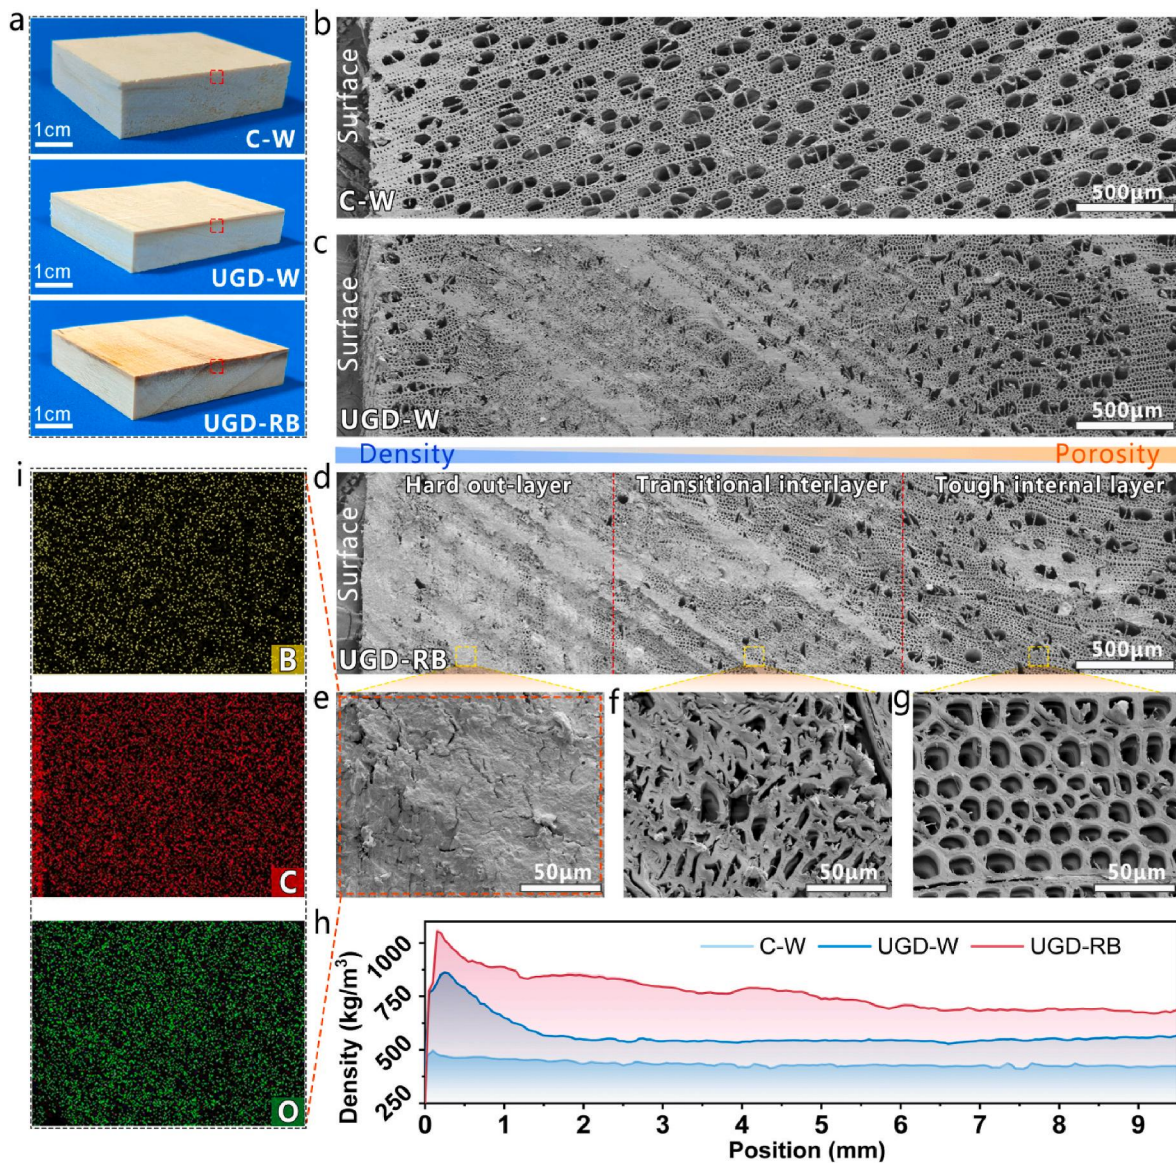 a
1cm
C-W
1cm
UGD-W
1cm
UGD-RB
b
Surface
C-W
500μm
c
Surface
UGD-W
500μm
Density
Porosity
d
Hard out-layer
Transitional interlayer
Tough internal layer
Surface
UGD-RB
500μm
i
B
C
O
e
50μm
f
50μm
g
50μm
h
C-W
UGD-W
UGD-RB
Density (kg/m³)
1000
750
500
250
0 1 2 3 4 5 6 7 8 9
Position (mm)